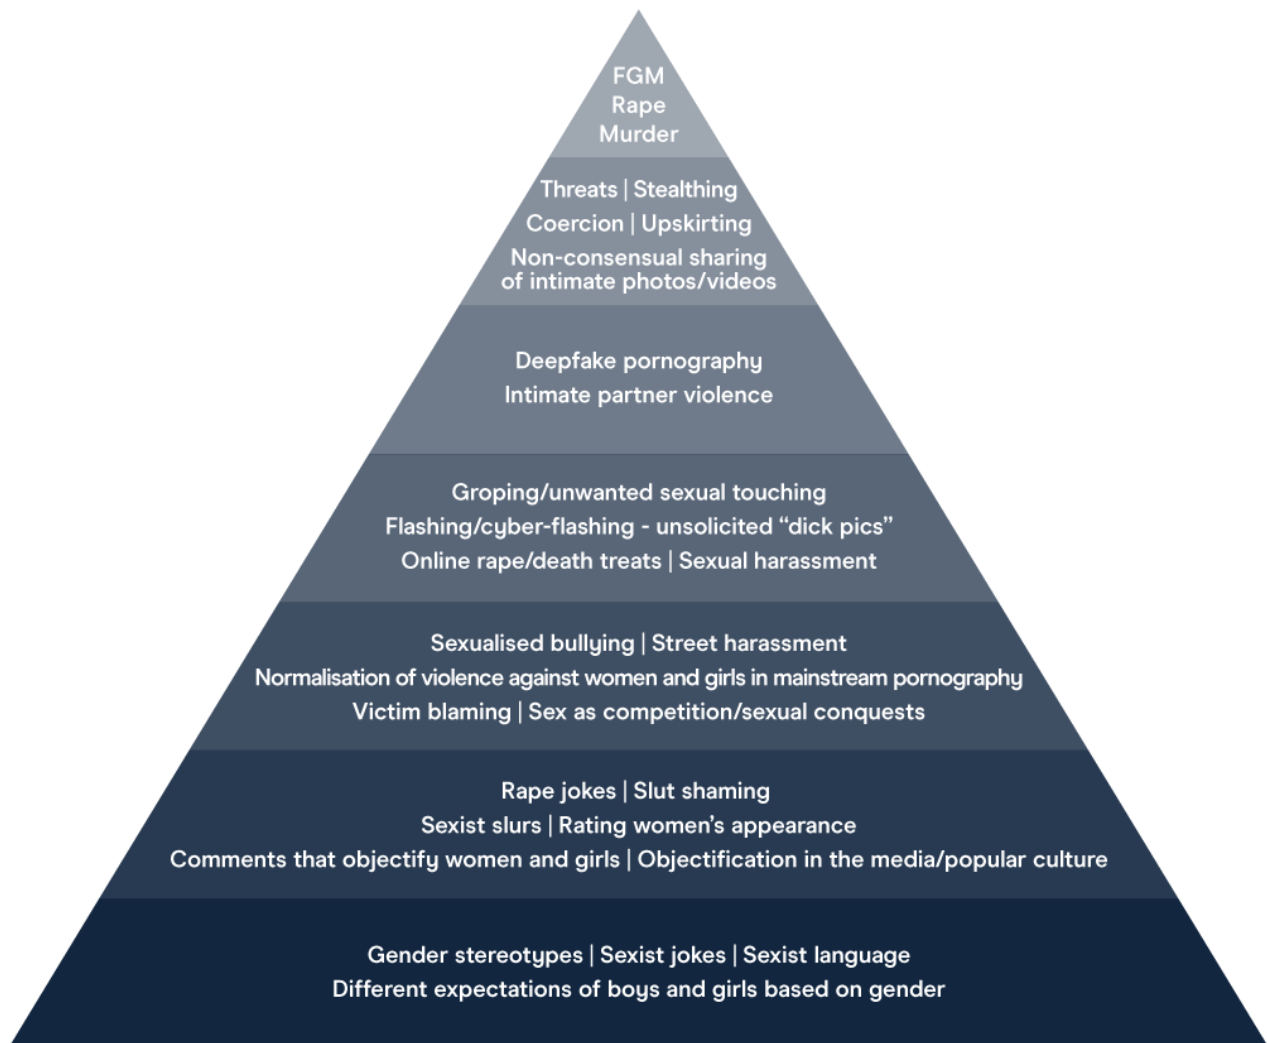 FGM
Rape
Murder
Threats | Stealthing
Coercion | Upskirting
Non-consensual sharing
of intimate photos/videos
Deepfake pornography
Intimate partner violence
Groping/unwanted sexual touching
Flashing/cyber-flashing - unsolicited “dick pics”
Online rape/death treats | Sexual harassment
Sexualised bullying | Street harassment
Normalisation of violence against women and girls in mainstream pornography
Victim blaming | Sex as competition/sexual conquests
Rape jokes | Slut shaming
Sexist slurs | Rating women’s appearance
Comments that objectify women and girls | Objectification in the media/popular culture
Gender stereotypes | Sexist jokes | Sexist language
Different expectations of boys and girls based on gender